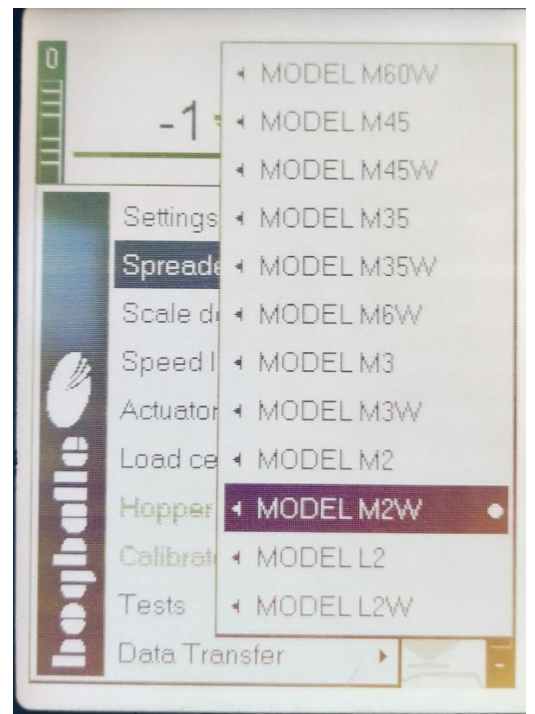 0
-1
MODEL M60W
MODEL M45
MODEL M45W
MODEL M35
MODEL M35W
MODEL M6W
MODEL M3
MODEL M3W
MODEL M2
MODEL M2W
MODEL L2
MODEL L2W
Settings
Spreade
Scale d
Speed l
Actuator
Load ce
Hopper
Calibrat
Tests
Data Transfer
bogballe